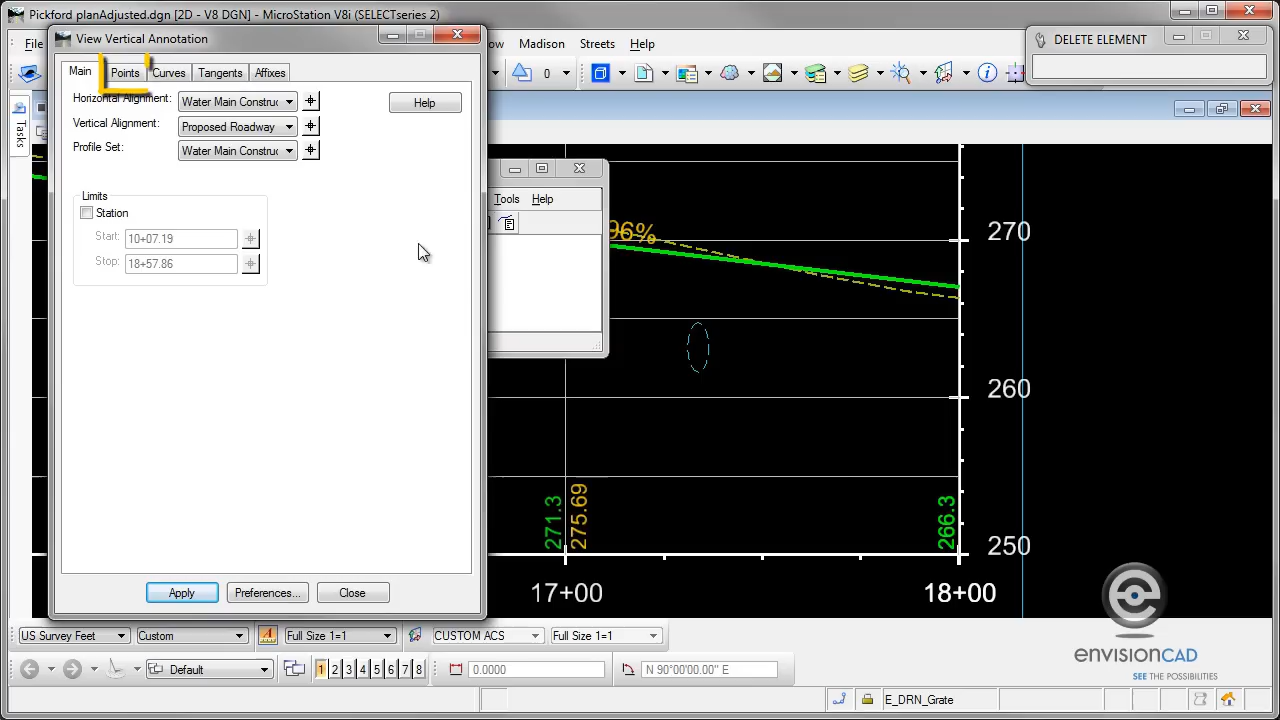 Pickford planAdjusted.dgn [2D - V8 DGN] - MicroStation V8i (SELECTseries 2)
View Vertical Annotation
File
Madison
Streets
Help
DELETE ELEMENT
0
Main
Points
Curves
Tangents
Affixes
Tasks
Horizontal Alignment:
Water Main Construc
Help
Vertical Alignment:
Proposed Roadway
Profile Set:
Water Main Construc
Limits
Station
Start:
10+07.19
Stop:
18+57.86
Tools
Help
96%
270
260
250
271.3
275.69
266.3
17+00
18+00
Apply
Preferences...
Close
envisionCAD
SEE THE POSSIBILITIES
US Survey Feet
Custom
Full Size 1=1
CUSTOM ACS
Full Size 1=1
Default
1 2 3 4 5 6 7 8
0.0000
N 90°00'00.00" E
E_DRN_Grate